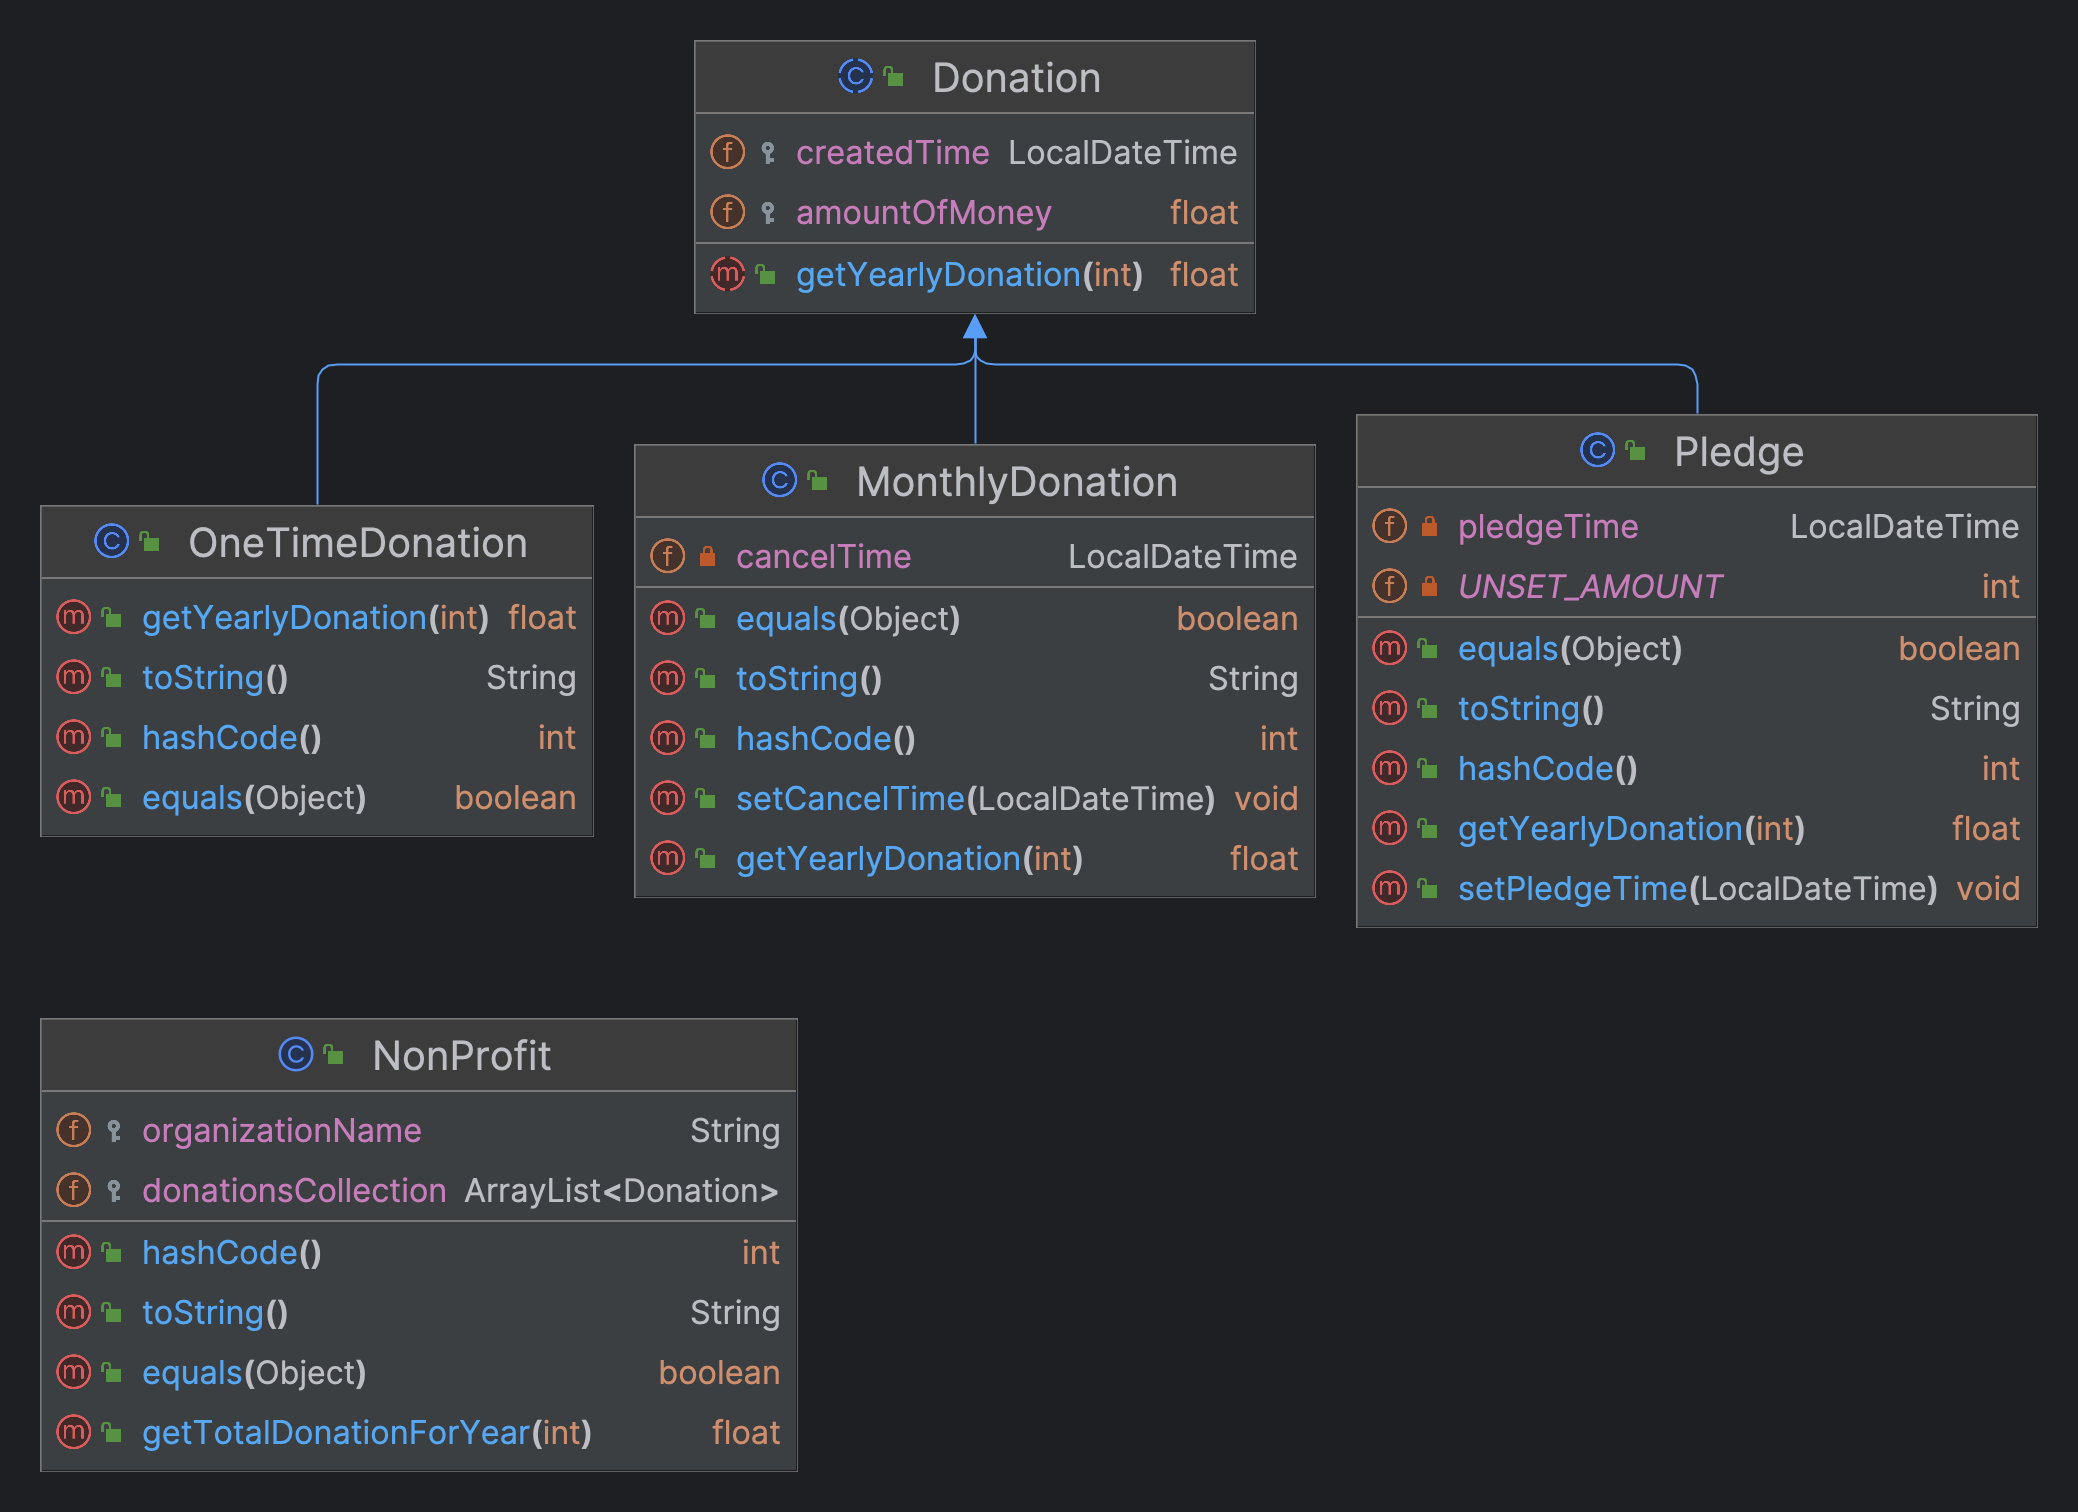 Donation
createdTime LocalDateTime
amountOfMoney float
getYearlyDonation(int) float
OneTimeDonation
getYearlyDonation(int) float
toString() String
hashCode() int
equals(Object) boolean
MonthlyDonation
cancelTime LocalDateTime
equals(Object) boolean
toString() String
hashCode() int
setCancelTime(LocalDateTime) void
getYearlyDonation(int) float
Pledge
pledgeTime LocalDateTime
UNSET_AMOUNT int
equals(Object) boolean
toString() String
hashCode() int
getYearlyDonation(int) float
setPledgeTime(LocalDateTime) void
NonProfit
organizationName String
donationsCollection ArrayList<Donation>
hashCode() int
toString() String
equals(Object) boolean
getTotalDonationForYear(int) float